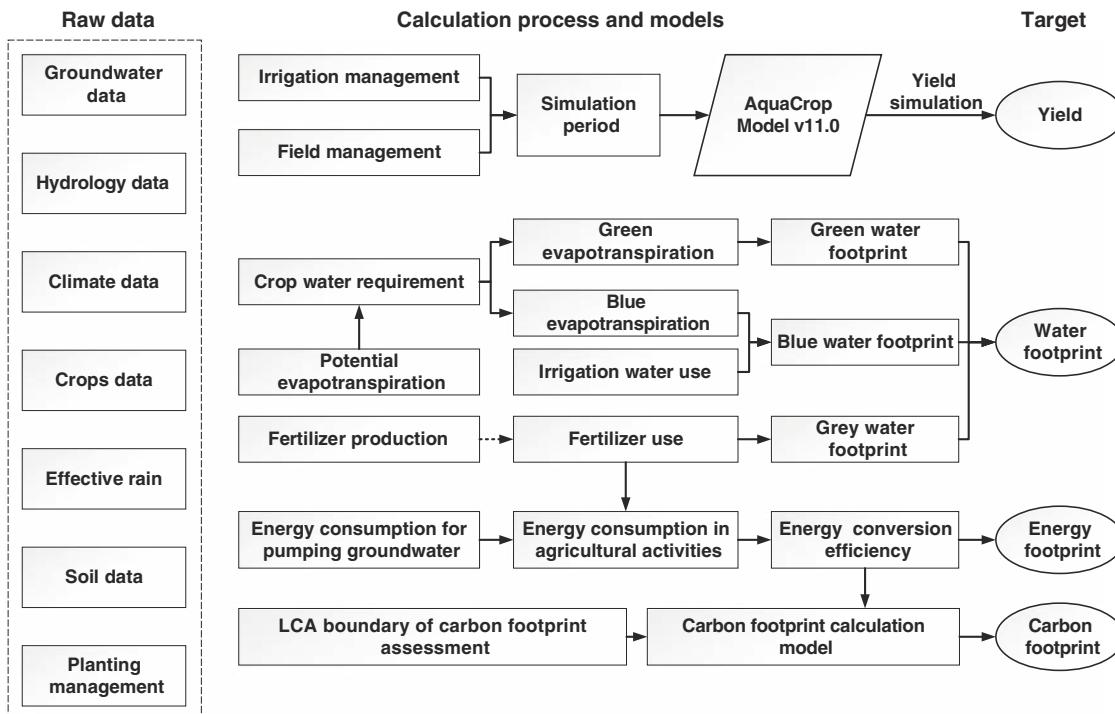 Raw data
Calculation process and models
Target
Groundwater
data
Hydrology data
Climate data
Crops data
Effective rain
Soil data
Planting
management
Irrigation management
Field management
Simulation
period
AquaCrop
Model v11.0
Yield
simulation
Yield
Crop water requirement
Potential
evapotranspiration
Green
evapotranspiration
Blue
evapotranspiration
Irrigation water use
Green water
footprint
Blue water footprint
Water
footprint
Fertilizer production
Fertilizer use
Grey water
footprint
Energy consumption for
pumping groundwater
Energy consumption in
agricultural activities
Energy conversion
efficiency
Energy
footprint
LCA boundary of carbon footprint
assessment
Carbon footprint calculation
model
Carbon
footprint